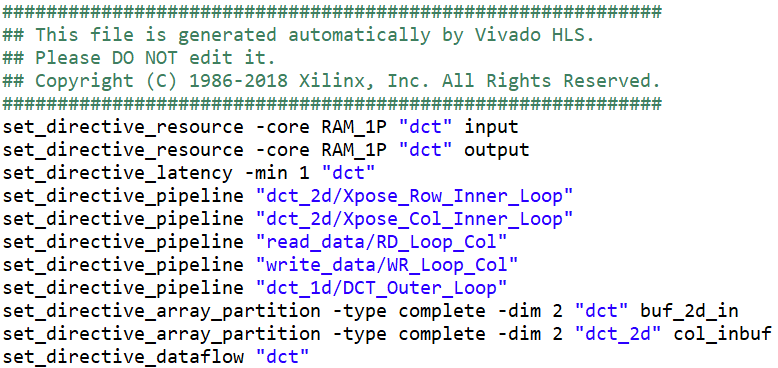 ############################################################
## This file is generated automatically by Vivado HLS.
## Please DO NOT edit it.
## Copyright (C) 1986-2018 Xilinx, Inc. All Rights Reserved.
############################################################
set_directive_resource -core RAM_1P "dct" input
set_directive_resource -core RAM_1P "dct" output
set_directive_latency -min 1 "dct"
set_directive_pipeline "dct_2d/Xpose_Row_Inner_Loop"
set_directive_pipeline "dct_2d/Xpose_Col_Inner_Loop"
set_directive_pipeline "read_data/RD_Loop_Col"
set_directive_pipeline "write_data/WR_Loop_Col"
set_directive_pipeline "dct_1d/DCT_Outer_Loop"
set_directive_array_partition -type complete -dim 2 "dct" buf_2d_in
set_directive_array_partition -type complete -dim 2 "dct_2d" col_inbuf
set_directive_dataflow "dct"